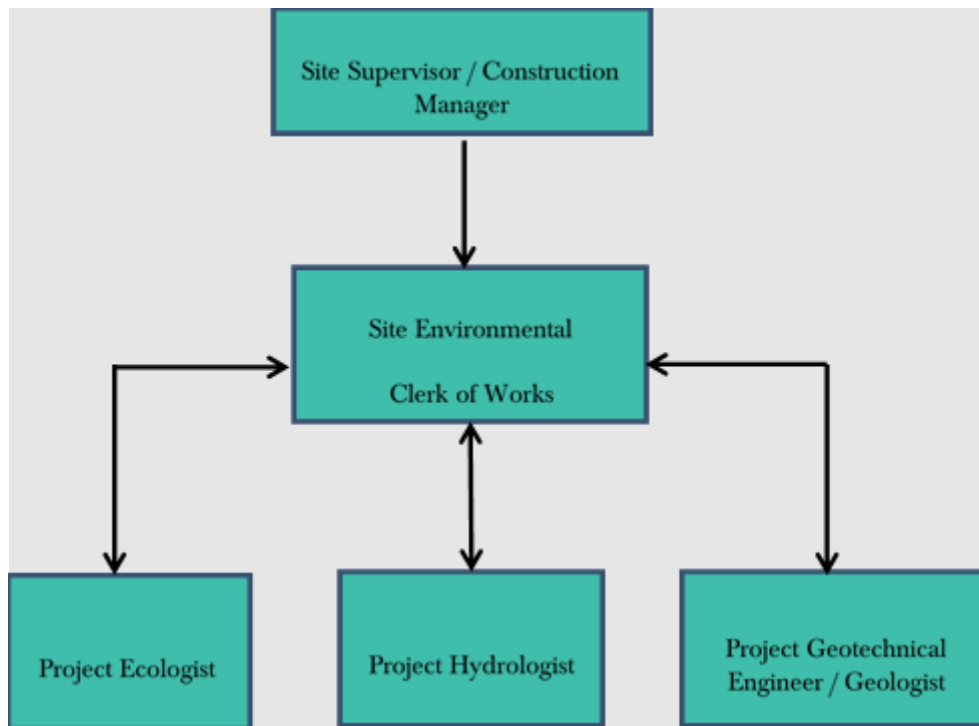 Site Supervisor / Construction
Manager
Site Environmental
Clerk of Works
Project Ecologist
Project Hydrologist
Project Geotechnical
Engineer / Geologist